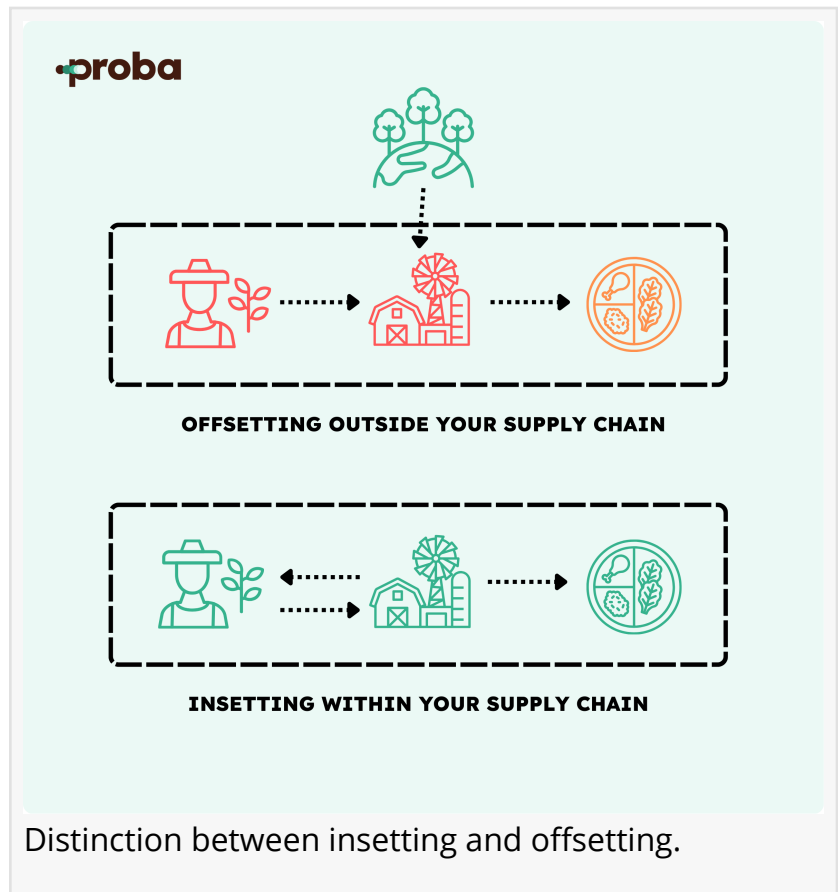 proba
OFFSETTING OUTSIDE YOUR SUPPLY CHAIN
INSETTING WITHIN YOUR SUPPLY CHAIN
Distinction between insetting and offsetting.